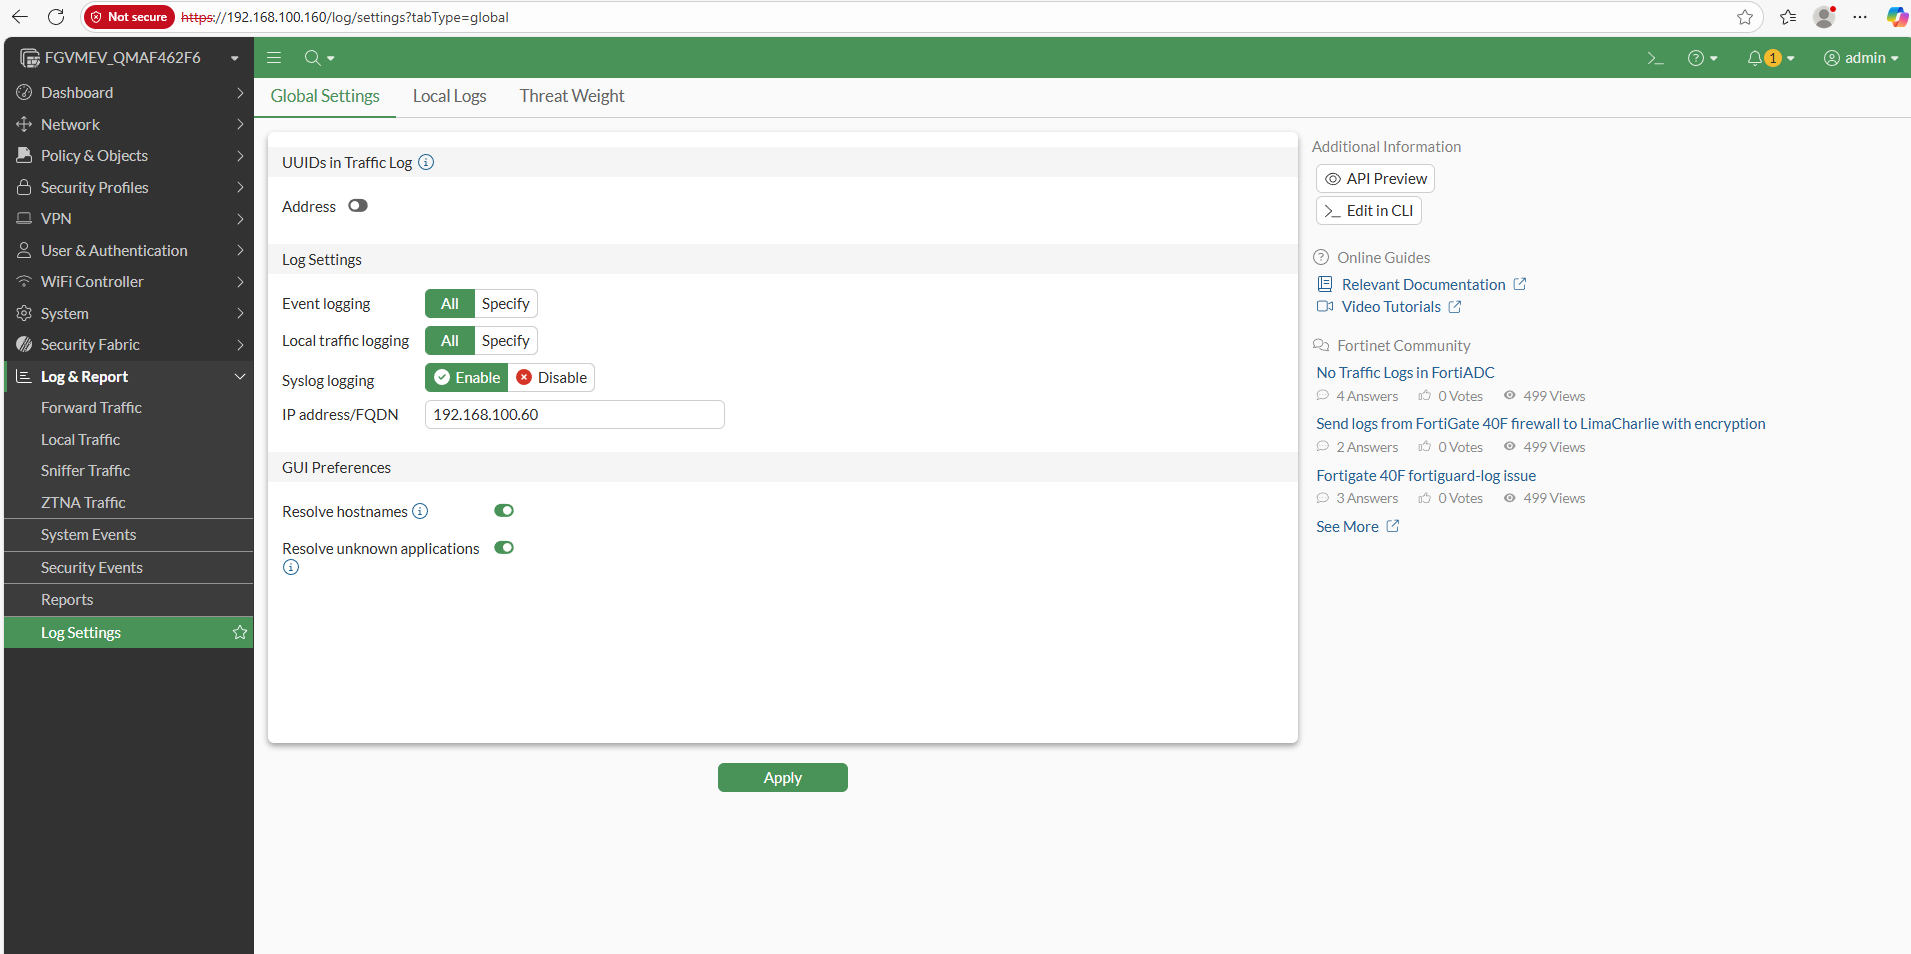 Not secure https://192.168.100.160/log/settings?tabType=global
FGVMEV_QMAF462F6
1
admin
Dashboard
Network
Policy & Objects
Security Profiles
VPN
User & Authentication
WiFi Controller
System
Security Fabric
Log & Report
Forward Traffic
Local Traffic
Sniffer Traffic
ZTNA Traffic
System Events
Security Events
Reports
Log Settings
Global Settings Local Logs Threat Weight
UUIDs in Traffic Log
Address
Log Settings
Event logging All Specify
Local traffic logging All Specify
Syslog logging Enable Disable
IP address/FQDN 192.168.100.60
GUI Preferences
Resolve hostnames
Resolve unknown applications
Apply
Additional Information
API Preview
>_ Edit in CLI
Online Guides
Relevant Documentation
Video Tutorials
Fortinet Community
No Traffic Logs in FortiADC
4 Answers 0 Votes 499 Views
Send logs from FortiGate 40F firewall to LimaCharlie with encryption
2 Answers 0 Votes 499 Views
Fortigate 40F fortiguard-log issue
3 Answers 0 Votes 499 Views
See More